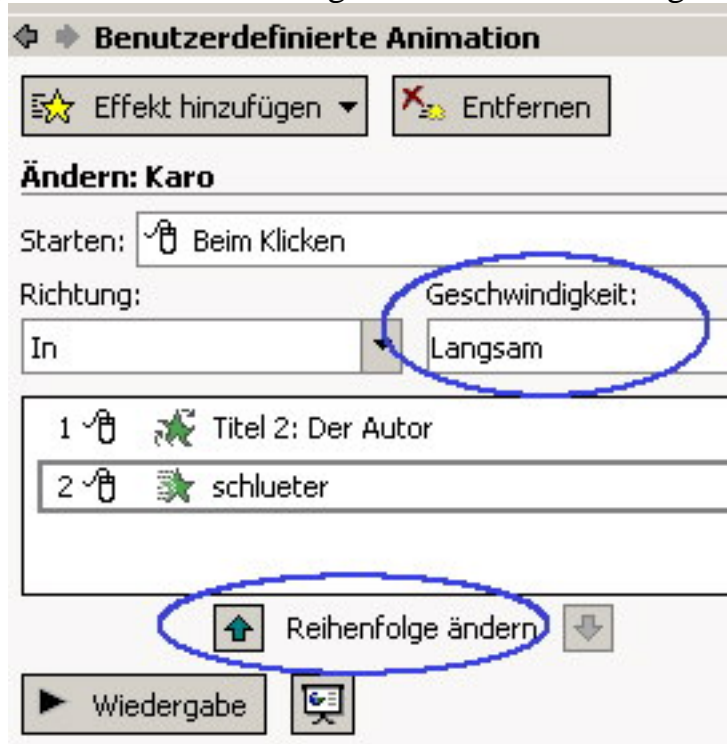 Benutzerdefinierte Animation
Effekt hinzufügen Entfernen
Ändern: Karo
Starten: Beim Klicken
Richtung: Geschwindigkeit:
In Langsam
1 Titel 2: Der Autor
2 schlueter
Reihenfolge ändern
Wiedergabe